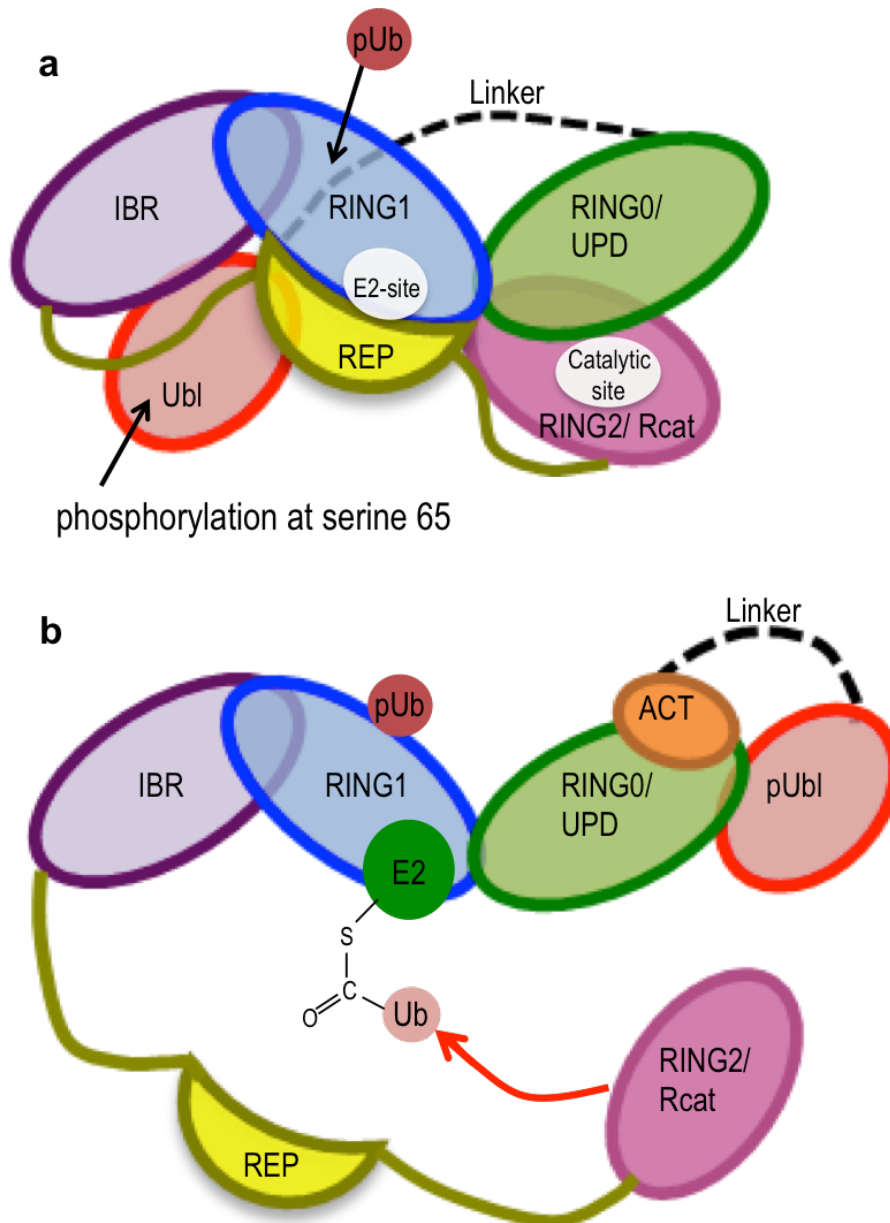 a
pUb
Linker
IBR
RING1
RING0/
UPD
E2-site
REP
Ubl
Catalytic
site
RING2/ Rcat
phosphorylation at serine 65
b
Linker
pUb
ACT
IBR
RING1
RING0/
UPD
pUbl
E2
S
C
O
Ub
RING2/
Rcat
REP